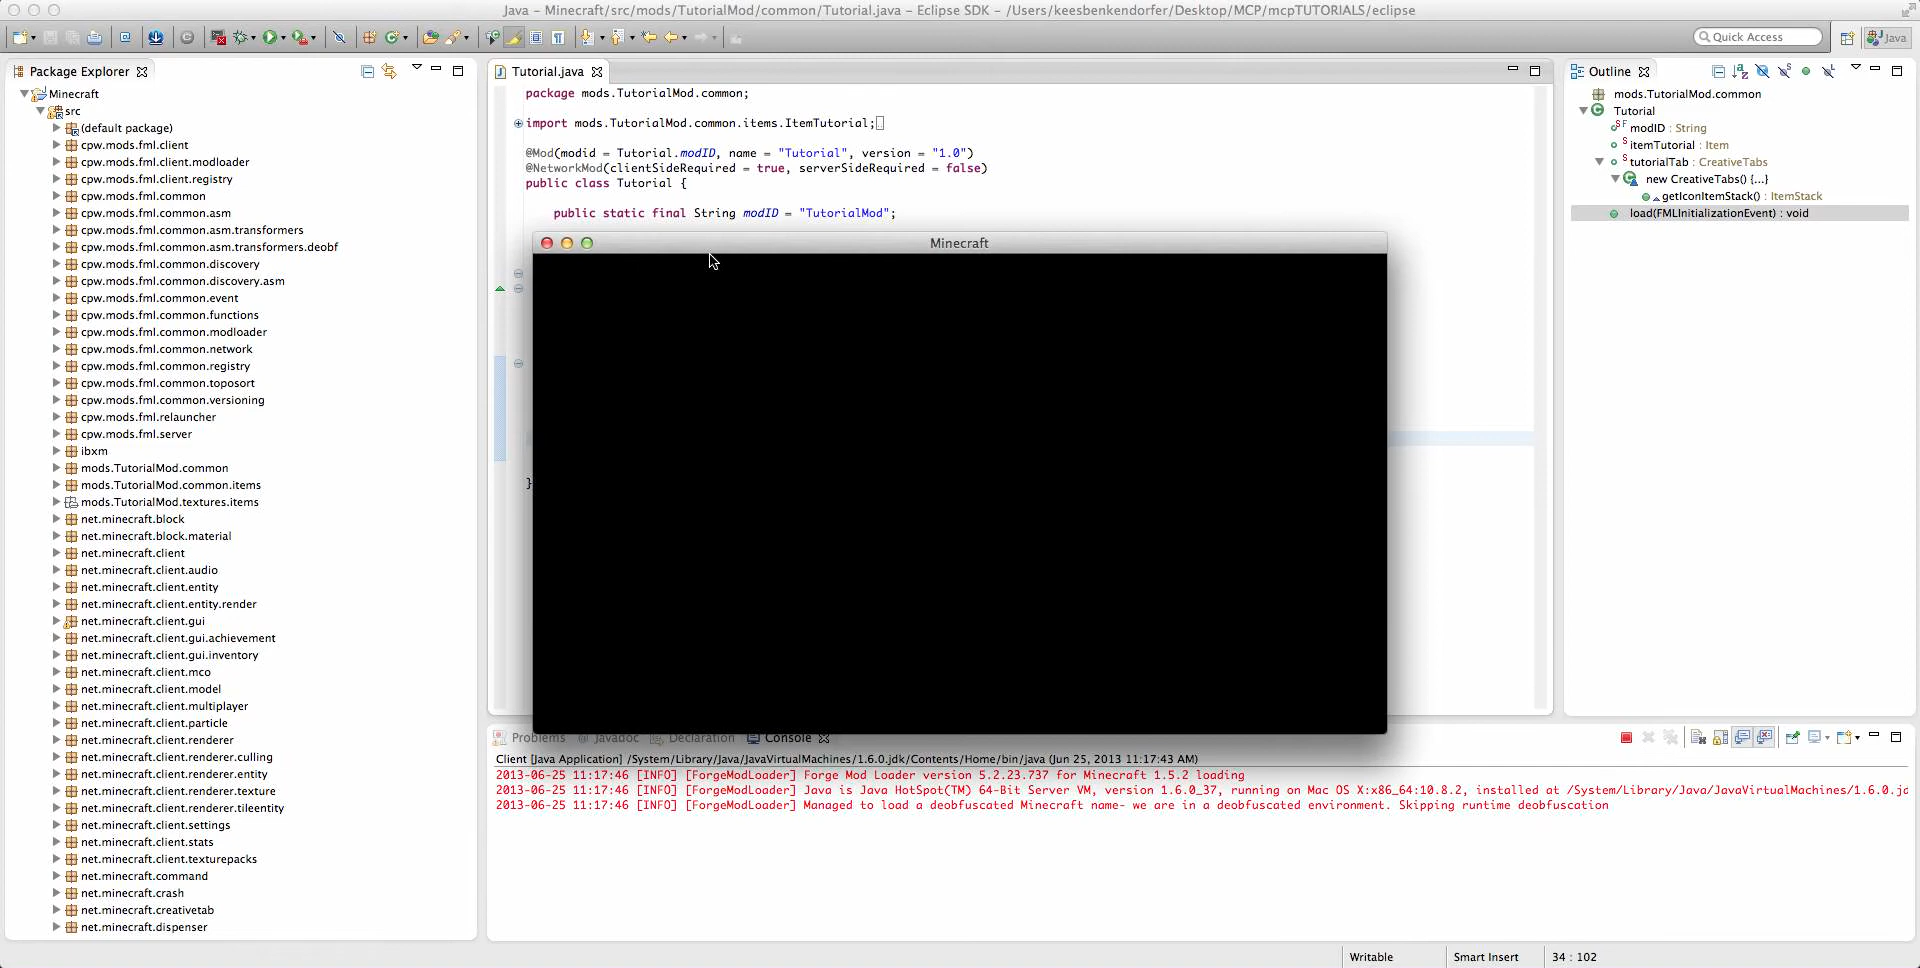 Java – Minecraft/src/mods/TutorialMod/common/Tutorial.java – Eclipse SDK – /Users/keesbenkendorfer/Desktop/MCP/mcpTUTORIALS/eclipse
Quick Access
Java
Package Explorer
Minecraft
src
(default package)
cpw.mods.fml.client
cpw.mods.fml.client.modloader
cpw.mods.fml.client.registry
cpw.mods.fml.common
cpw.mods.fml.common.asm
cpw.mods.fml.common.asm.transformers
cpw.mods.fml.common.asm.transformers.deobf
cpw.mods.fml.common.discovery
cpw.mods.fml.common.discovery.asm
cpw.mods.fml.common.event
cpw.mods.fml.common.functions
cpw.mods.fml.common.modloader
cpw.mods.fml.common.network
cpw.mods.fml.common.registry
cpw.mods.fml.common.toposort
cpw.mods.fml.common.versioning
cpw.mods.fml.relauncher
cpw.mods.fml.server
ibxm
mods.TutorialMod.common
mods.TutorialMod.common.items
mods.TutorialMod.textures.items
net.minecraft.block
net.minecraft.block.material
net.minecraft.client
net.minecraft.client.audio
net.minecraft.client.entity
net.minecraft.client.entity.render
net.minecraft.client.gui
net.minecraft.client.gui.achievement
net.minecraft.client.gui.inventory
net.minecraft.client.mco
net.minecraft.client.model
net.minecraft.client.multiplayer
net.minecraft.client.particle
net.minecraft.client.renderer
net.minecraft.client.renderer.culling
net.minecraft.client.renderer.entity
net.minecraft.client.renderer.texture
net.minecraft.client.renderer.tileentity
net.minecraft.client.settings
net.minecraft.client.stats
net.minecraft.client.texturepacks
net.minecraft.command
net.minecraft.crash
net.minecraft.creativetab
net.minecraft.dispenser
Tutorial.java
package mods.TutorialMod.common;
import mods.TutorialMod.common.items.ItemTutorial;
@Mod(modid = Tutorial.modID, name = "Tutorial", version = "1.0")
@NetworkMod(clientSideRequired = true, serverSideRequired = false)
public class Tutorial {
public static final String modID = "TutorialMod";
}
Minecraft
Outline
mods.TutorialMod.common
Tutorial
modID : String
itemTutorial : Item
tutorialTab : CreativeTabs
new CreativeTabs() {...}
getIconItemStack() : ItemStack
load(FMLInitializationEvent) : void
Problems @ Javadoc Declaration Console
Client [Java Application] /System/Library/Java/JavaVirtualMachines/1.6.0.jdk/Contents/Home/bin/java (Jun 25, 2013 11:17:43 AM)
2013-06-25 11:17:46 [INFO] [ForgeModLoader] Forge Mod Loader version 5.2.23.737 for Minecraft 1.5.2 loading
2013-06-25 11:17:46 [INFO] [ForgeModLoader] Java is Java HotSpot(TM) 64-Bit Server VM, version 1.6.0_37, running on Mac OS X:x86_64:10.8.2, installed at /System/Library/Java/JavaVirtualMachines/1.6.0.jd
2013-06-25 11:17:46 [INFO] [ForgeModLoader] Managed to load a deobfuscated Minecraft name- we are in a deobfuscated environment. Skipping runtime deobfuscation
Writable
Smart Insert
34 : 102